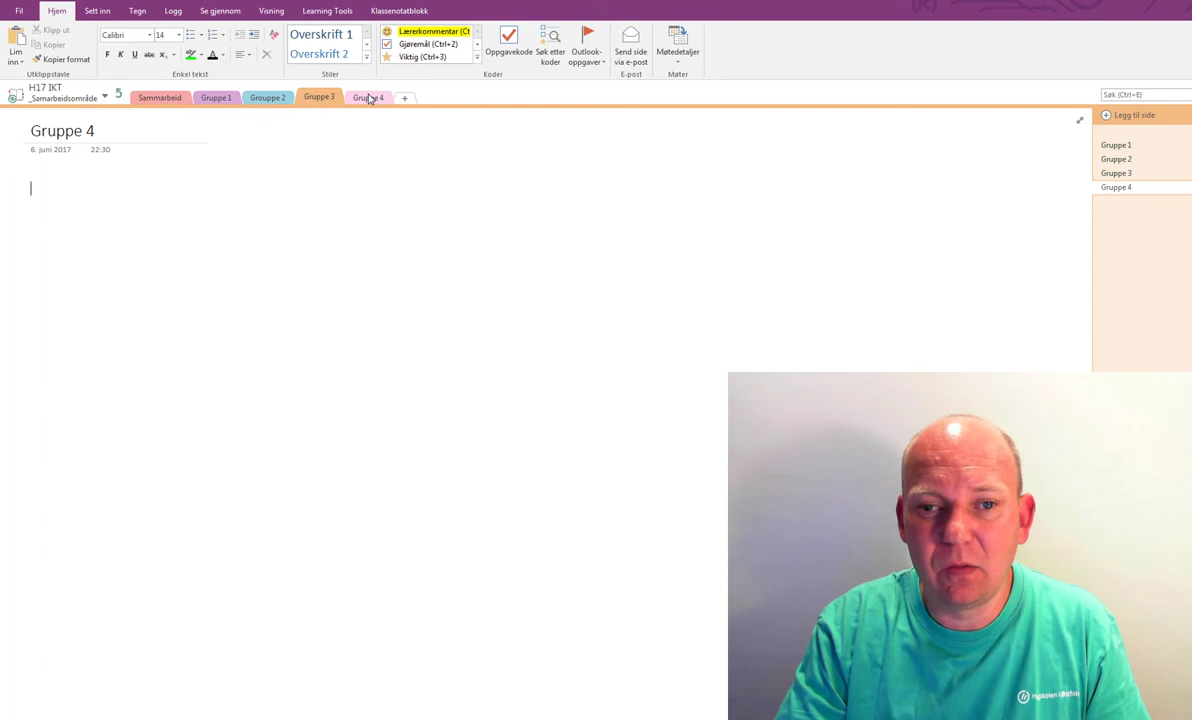 Fil Hjem Sett inn Tegn Logg Se gjennom Visning Learning Tools Klassenotatblokk
Lim inn
Klipp ut
Kopier
Kopier format
Utklippstavle
Calibri 14
F K U abc x A
Enkel tekst
Overskrift 1
Overskrift 2
Stiler
Lærerkommentar (Ct
Gjøremål (Ctrl+2)
Viktig (Ctrl+3)
Oppgavekode
Søk etter koder
Outlook-oppgaver
Koder
Send side via e-post
E-post
Møtedetaljer
Møter
H17 IKT
_Samarbeidsområde
Sammarbeid Gruppe 1 Grouppe 2 Gruppe 3 Gruppe 4 +
Søk (Ctrl+E)
Legg til side
Gruppe 1
Gruppe 2
Gruppe 3
Gruppe 4
Gruppe 4
6. juni 2017 22:30
Høgskolen i Østfold